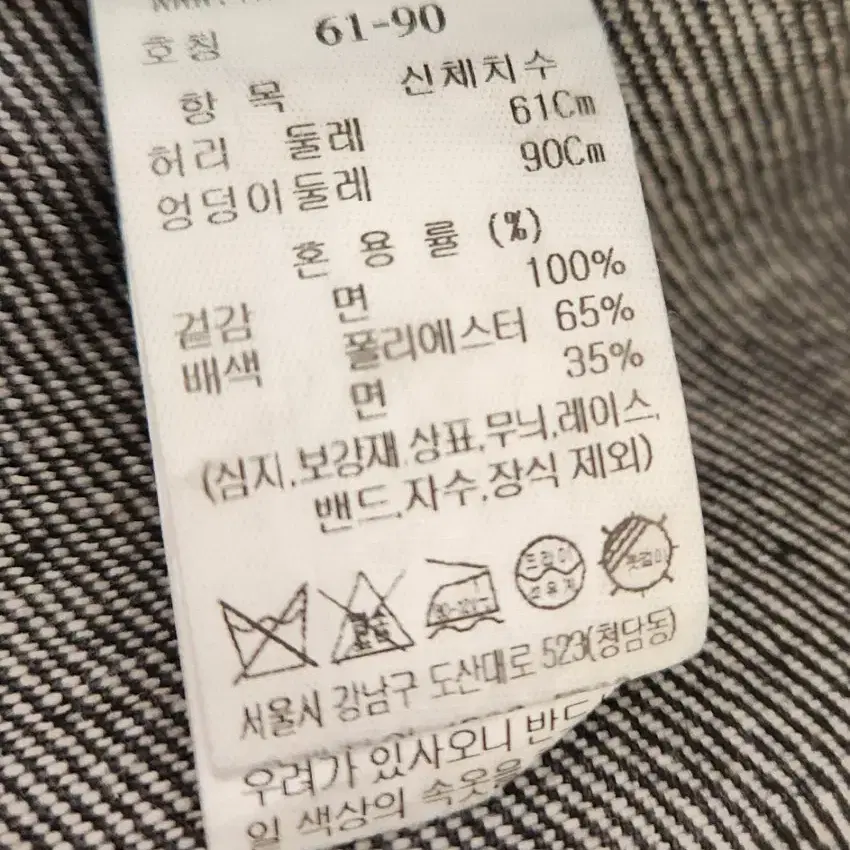 호칭 61-90
항 목 신체치수
허리 둘레 61Cm
엉덩이둘레 90Cm
혼 용 률 (%)
겉감 면 100%
배색 폴리에스터 65%
면 35%
(심지,보강재,상표,무늬,레이스,
밴드,자수,장식 제외)
드라이
서울시 강남구 도산대로 523(청담동)
우려가 있사오니 반드
일 색상의 속옷을